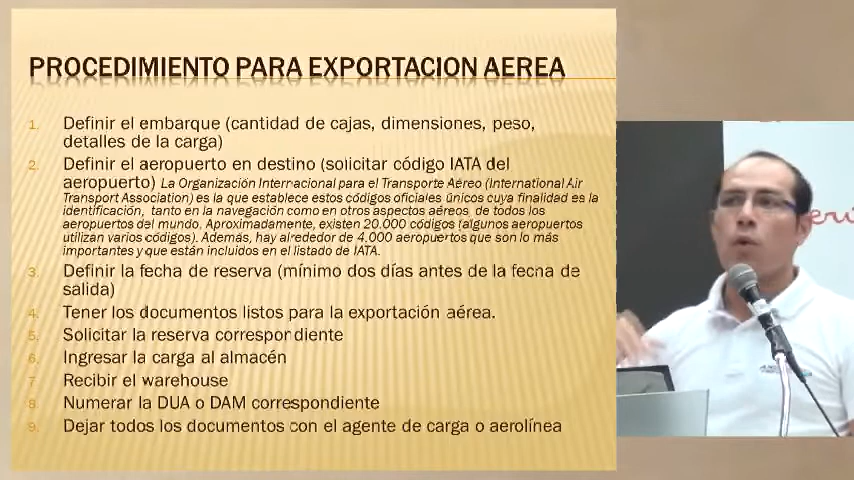 PROCEDIMIENTO PARA EXPORTACION AEREA
1. Definir el embarque (cantidad de cajas, dimensiones, peso,
detalles de la carga)
2. Definir el aeropuerto en destino (solicitar código IATA del
aeropuerto) La Organización Internacional para el Transporte Aéreo (International Air
Transport Association) es la que establece estos códigos oficiales únicos cuya finalidad es la
identificación, tanto en la navegación como en otros aspectos aéreos, de todos los
aeropuertos del mundo. Aproximadamente, existen 20.000 códigos (algunos aeropuertos
utilizan varios códigos). Además, hay alrededor de 4.000 aeropuertos que son lo más
importantes y que están incluidos en el listado de IATA.
3. Definir la fecha de reserva (mínimo dos días antes de la fecha de
salida)
4. Tener los documentos listos para la exportación aérea.
5. Solicitar la reserva correspondiente
6. Ingresar la carga al almacén
7. Recibir el warehouse
8. Numerar la DUA o DAM correspondiente
9. Dejar todos los documentos con el agente de carga o aerolínea